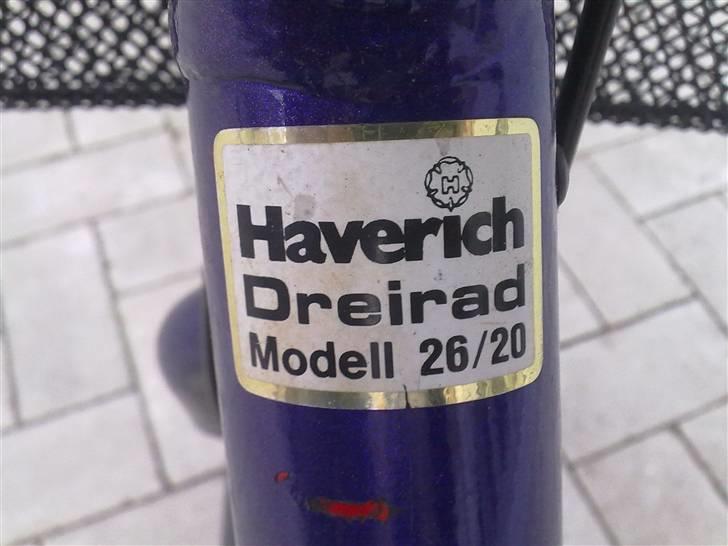 H
Haverich
Dreirad
Modell 26/20